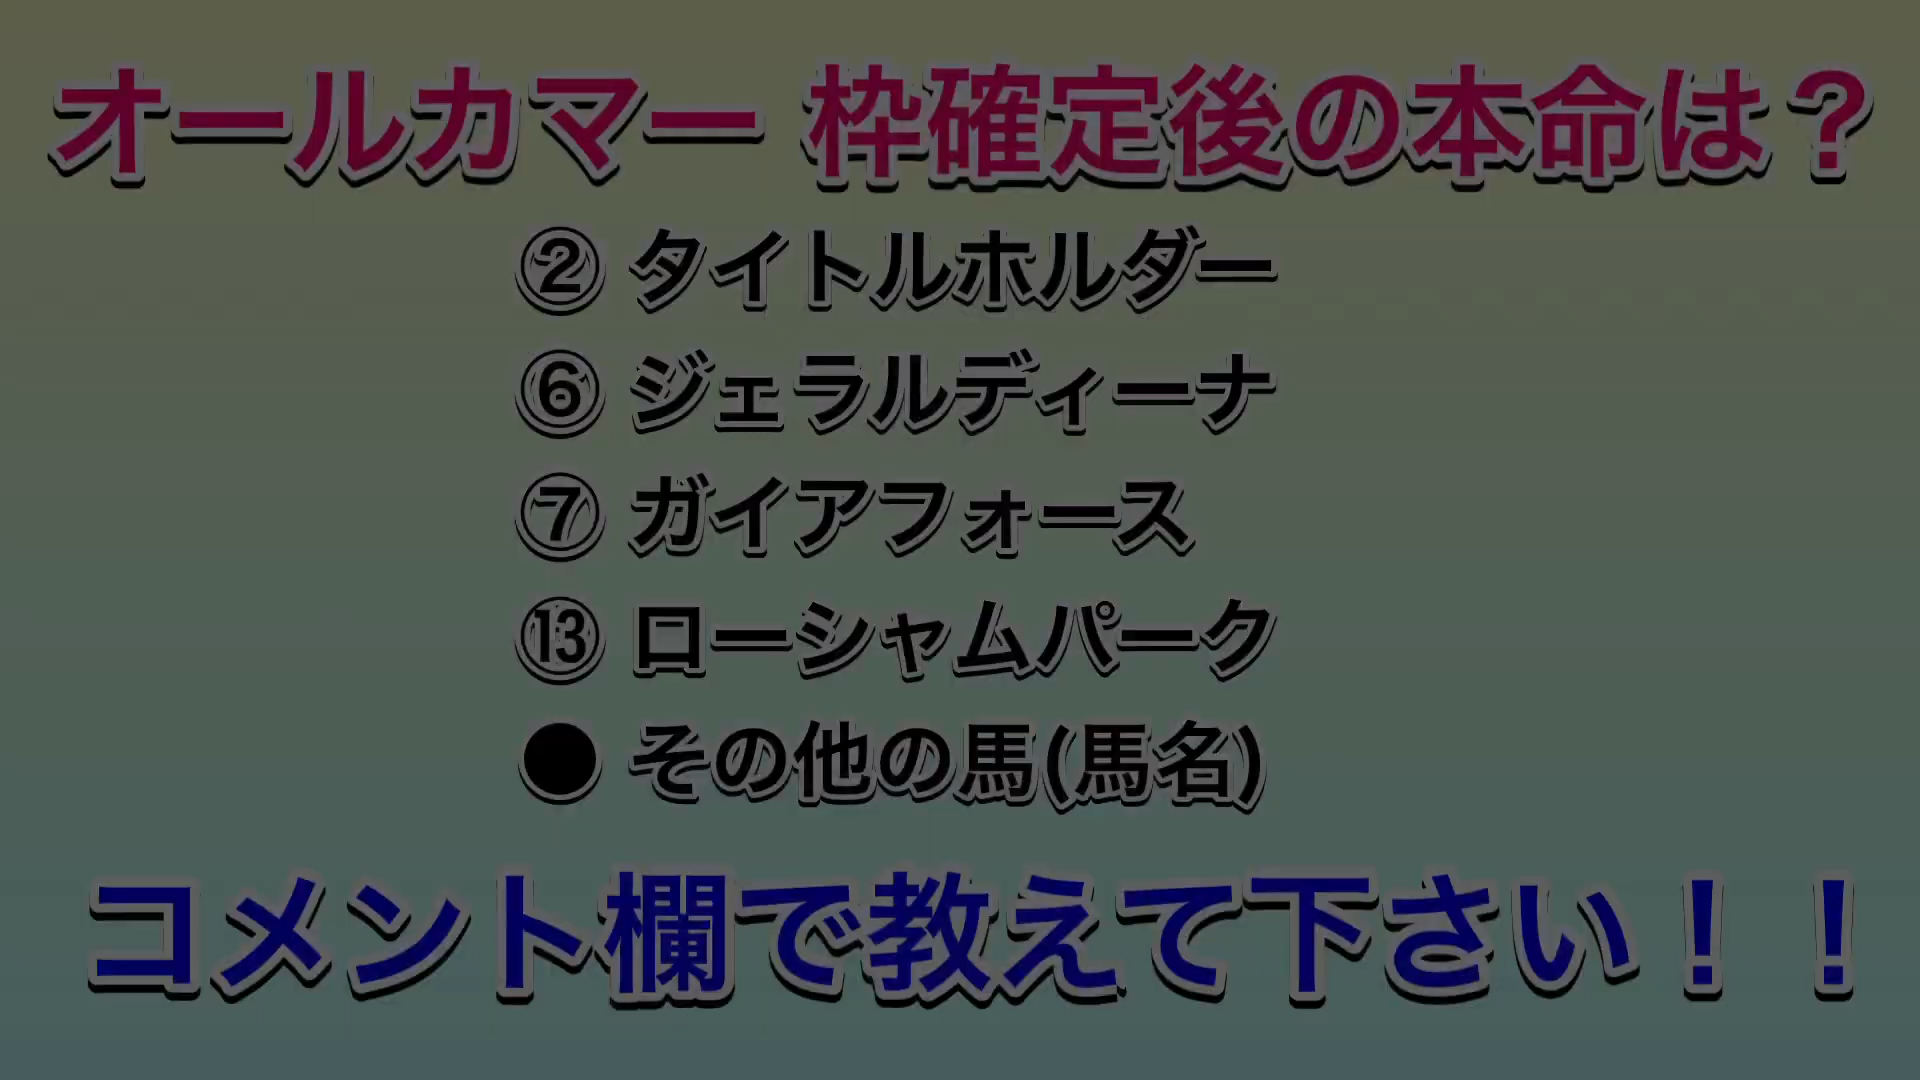 オールカマー 枠確定後の本命は？
② タイトルホルダー
⑥ ジェラルディーナ
⑦ ガイアフォース
⑬ ローシャムパーク
● その他の馬(馬名)
コメント欄で教えて下さい！！